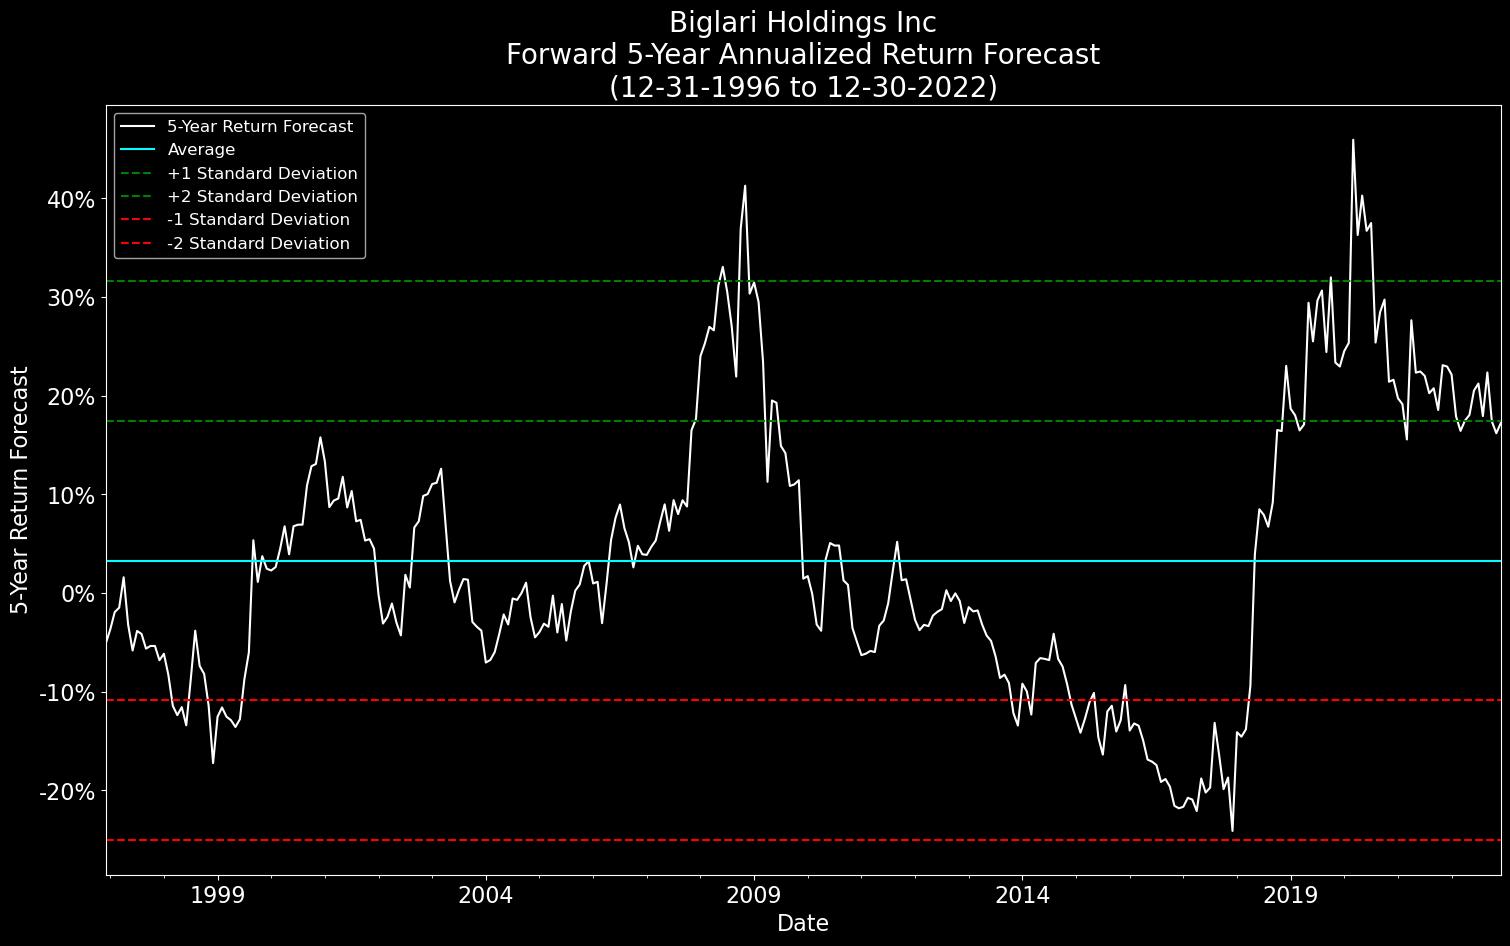 Biglari Holdings Inc
Forward 5-Year Annualized Return Forecast
(12-31-1996 to 12-30-2022)
5-Year Return Forecast
Average
+1 Standard Deviation
+2 Standard Deviation
-1 Standard Deviation
-2 Standard Deviation
40%
30%
20%
10%
0%
-10%
-20%
5-Year Return Forecast
1999
2004
2009
2014
2019
Date